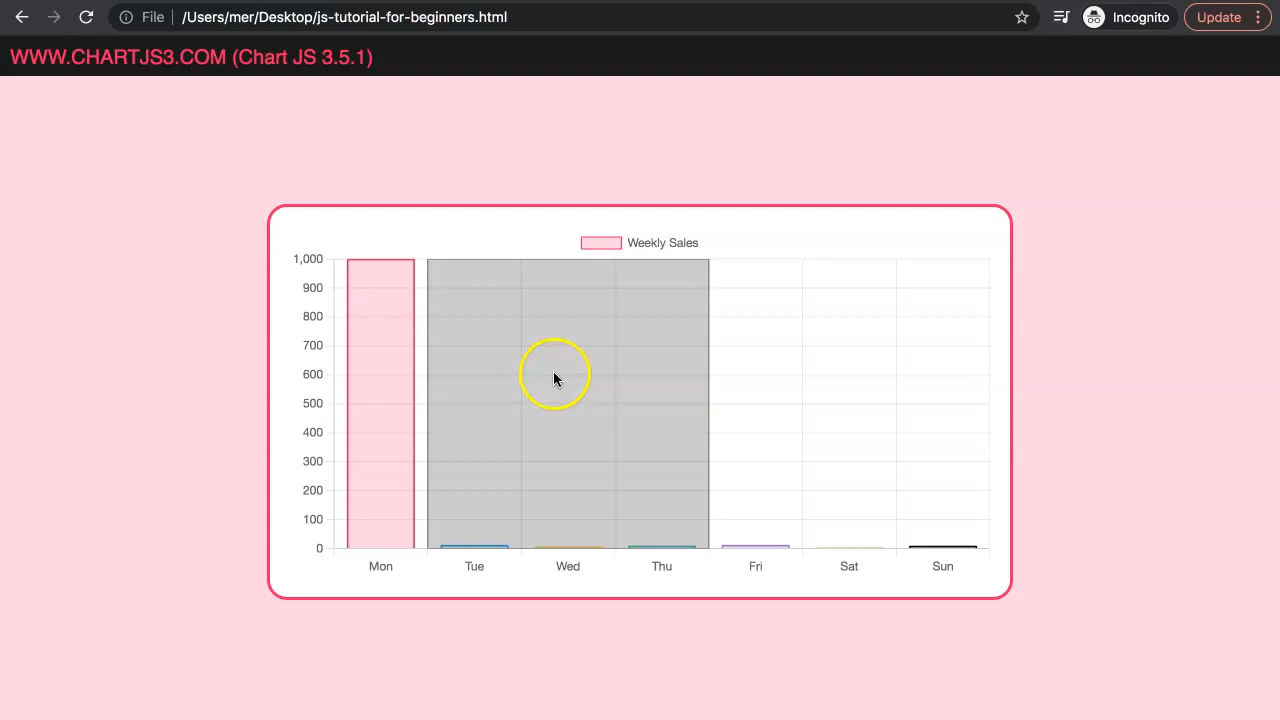 File
/Users/mer/Desktop/js-tutorial-for-beginners.html
Incognito
Update
WWW.CHARTJS3.COM (Chart JS 3.5.1)
Weekly Sales
1,000
900
800
700
600
500
400
300
200
100
0
Mon Tue Wed Thu Fri Sat Sun